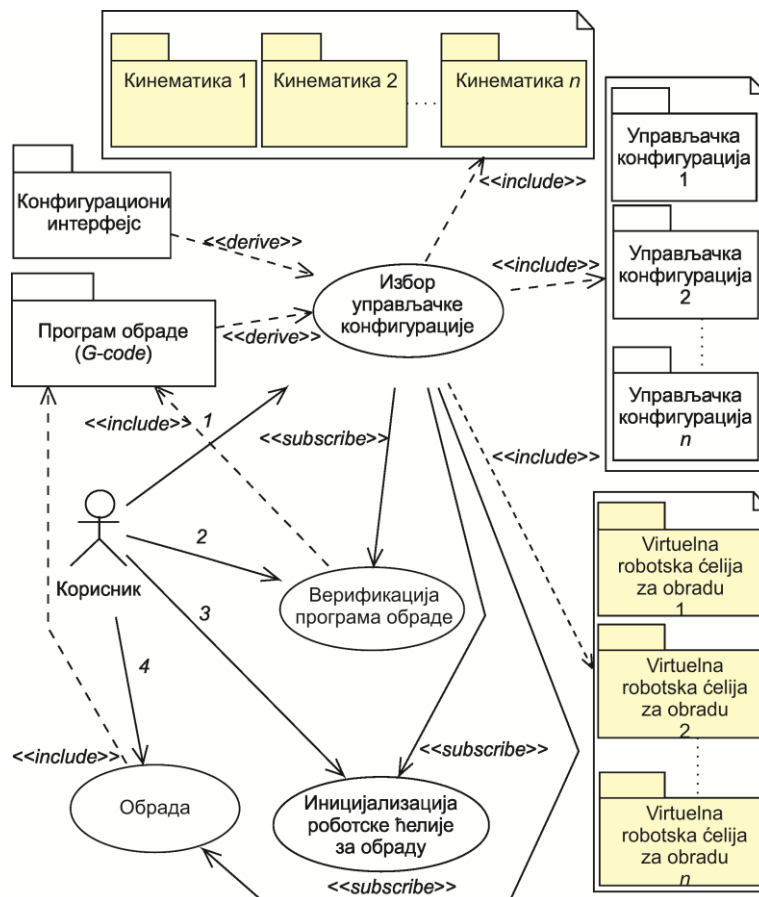 Кинематика 1
Кинематика 2
Кинематика n
Управљачка
конфигурација
1
Управљачка
конфигурација
2
Управљачка
конфигурација
n
Конфигурациони
интерфејс
<<include>>
<<derive>>
<<include>>
Избор
управљачке
конфигурације
Програм обраде
(G-code)
<<derive>>
<<include>>
1
<<subscribe>>
<<include>>
2
Корисник
3
Верификација
програма обраде
4
Virtuelna
robotska ćelija
za obradu
1
Virtuelna
robotska ćelija
za obradu
2
Virtuelna
robotska ćelija
za obradu
n
<<include>>
<<subscribe>>
Обрада
Иницијализација
роботске ћелије
за обраду
<<subscribe>>